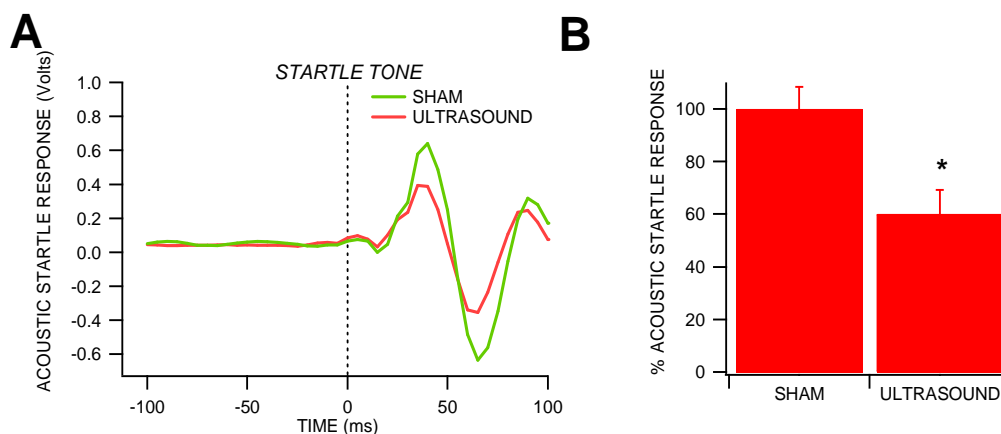 A
B
STARTLE TONE
SHAM
ULTRASOUND
ACOUSTIC STARTLE RESPONSE (Volts)
1.0
0.8
0.6
0.4
0.2
0.0
-0.2
-0.4
-0.6
-100
-50
0
50
100
TIME (ms)
% ACOUSTIC STARTLE RESPONSE
100
80
60
40
20
0
*
SHAM
ULTRASOUND